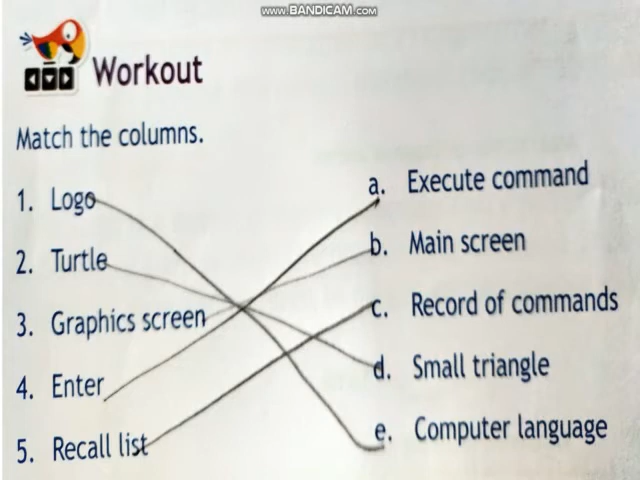 www.BANDICAM.com
Workout
Match the columns.
1. Logo
a. Execute command
2. Turtle
b. Main screen
3. Graphics screen
c. Record of commands
4. Enter
d. Small triangle
5. Recall list
e. Computer language